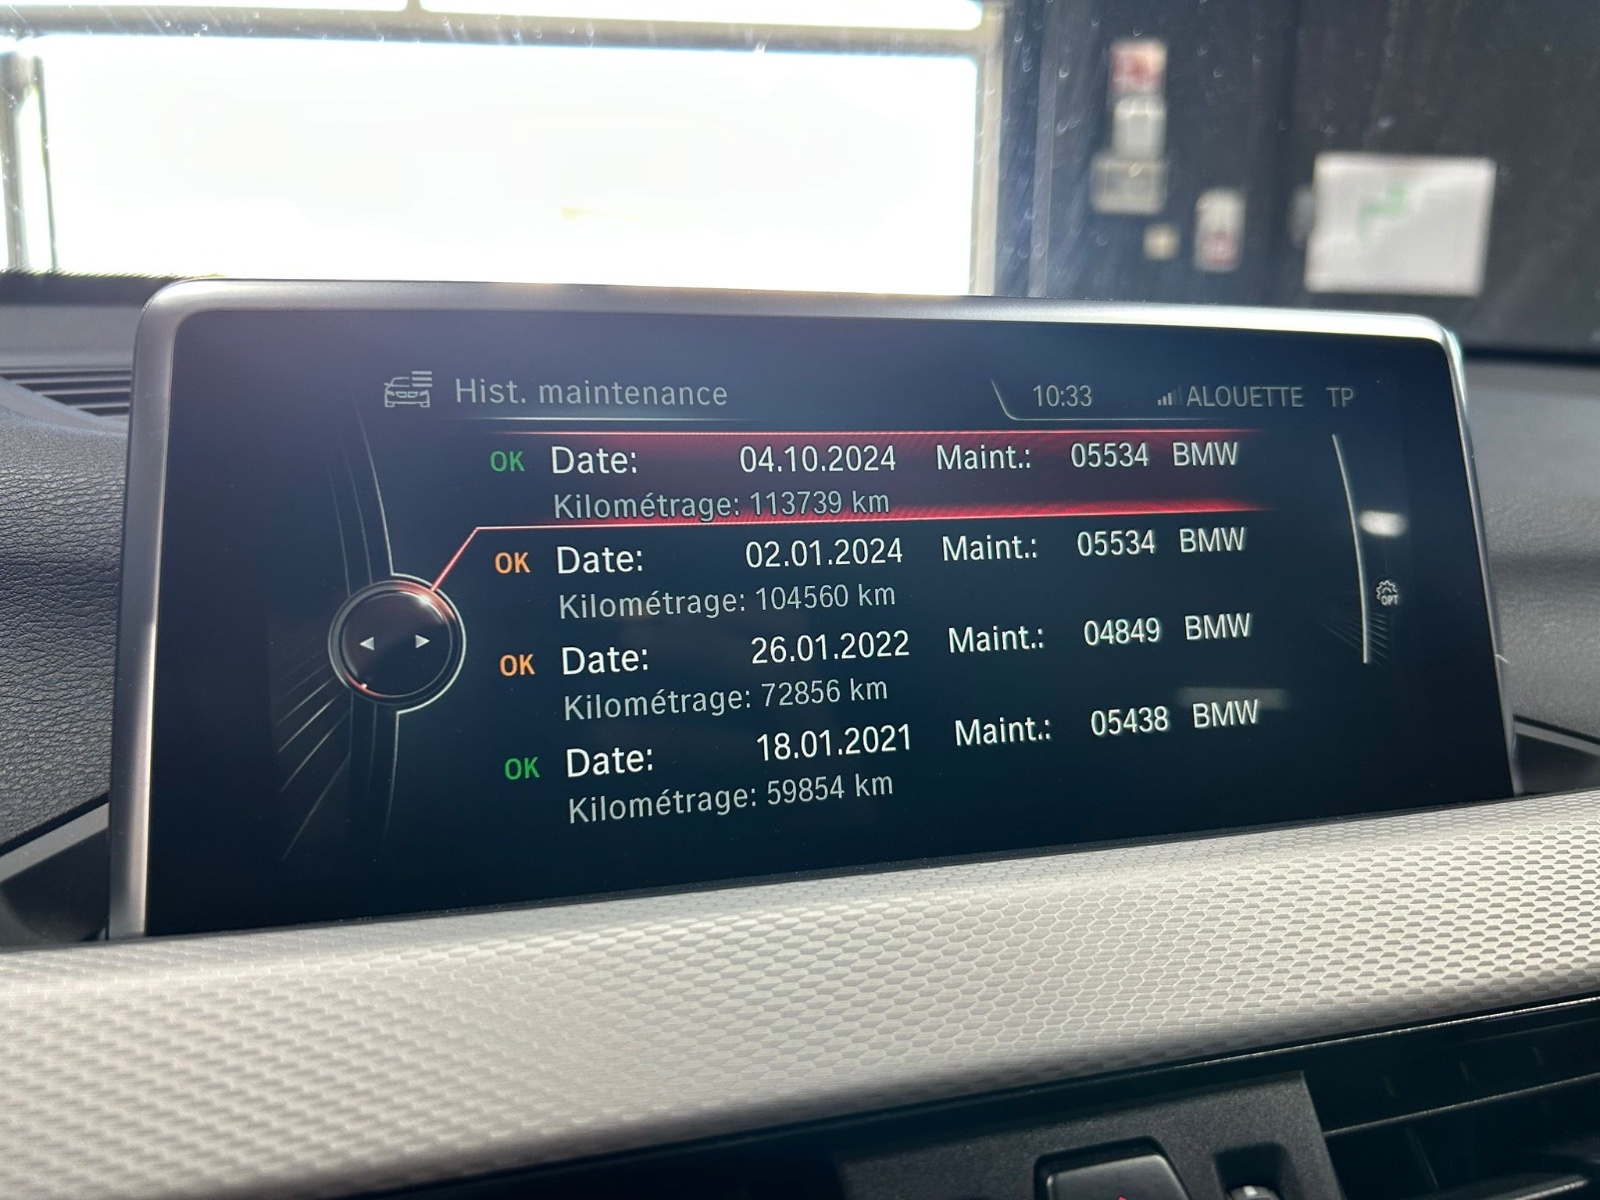 Hist. maintenance 10:33 ALOUETTE TP
OK Date: 04.10.2024 Maint.: 05534 BMW
Kilométrage: 113739 km
OK Date: 02.01.2024 Maint.: 05534 BMW
Kilométrage: 104560 km
OK Date: 26.01.2022 Maint.: 04849 BMW
Kilométrage: 72856 km
OK Date: 18.01.2021 Maint.: 05438 BMW
Kilométrage: 59854 km
OPT